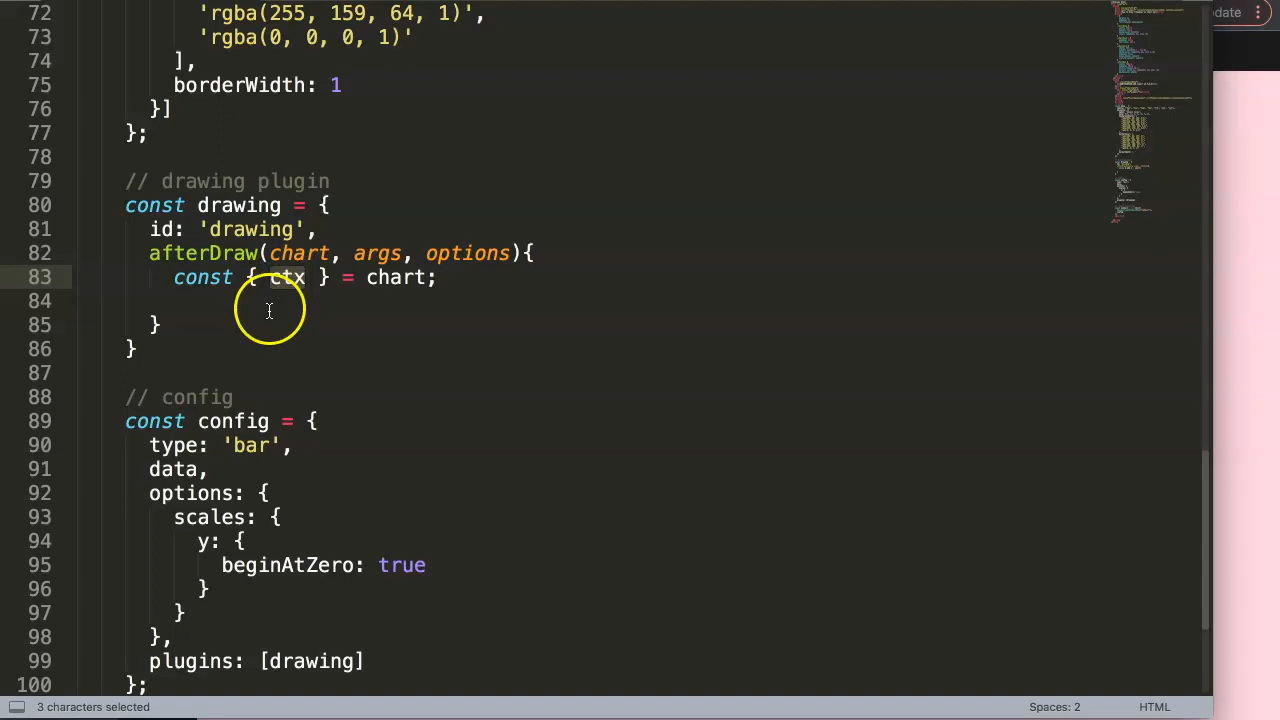 72 'rgba(255, 159, 64, 1)',
73 'rgba(0, 0, 0, 1)'
74 ],
75 borderWidth: 1
76 }]
77 };
78
79 // drawing plugin
80 const drawing = {
81 id: 'drawing',
82 afterDraw(chart, args, options){
83 const { ctx } = chart;
84
85 }
86 }
87
88 // config
89 const config = {
90 type: 'bar',
91 data,
92 options: {
93 scales: {
94 y: {
95 beginAtZero: true
96 }
97 }
98 },
99 plugins: [drawing]
100 };
3 characters selected
Spaces: 2
HTML